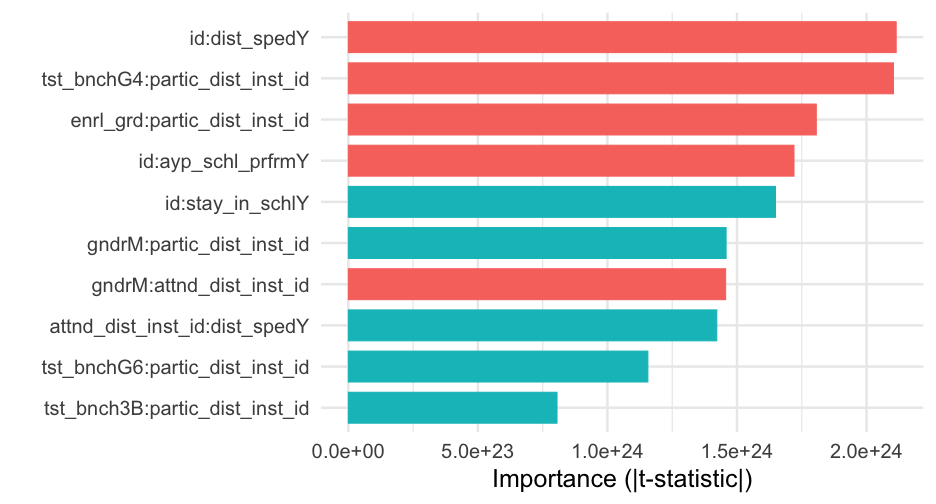 id:dist_spedY
tst_bnchG4:partic_dist_inst_id
enrl_grd:partic_dist_inst_id
id:ayp_schl_prfrmY
id:stay_in_schlY
gndrM:partic_dist_inst_id
gndrM:attnd_dist_inst_id
attnd_dist_inst_id:dist_spedY
tst_bnchG6:partic_dist_inst_id
tst_bnch3B:partic_dist_inst_id
0.0e+00 5.0e+23 1.0e+24 1.5e+24 2.0e+24
Importance (|t-statistic|)